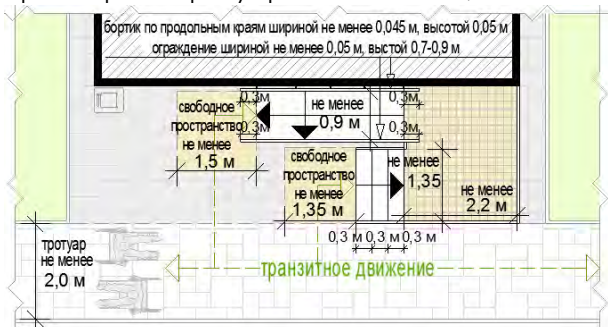 бортик по продольным краям шириной не менее 0,045 м, высотой 0,05 м
ограждение шириной не менее 0,05 м, выстой 0,7-0,9 м
0,3м
0,3м
свободное
пространство
не менее
1,5 м
0,3м
не менее
0,9 м
0,3м
свободное
пространство
не менее
1,35 м
не менее
1,35
не менее
2,2 м
0,3 м 0,3 м 0,3 м
тротуар
не менее
2,0 м
транзитное движение